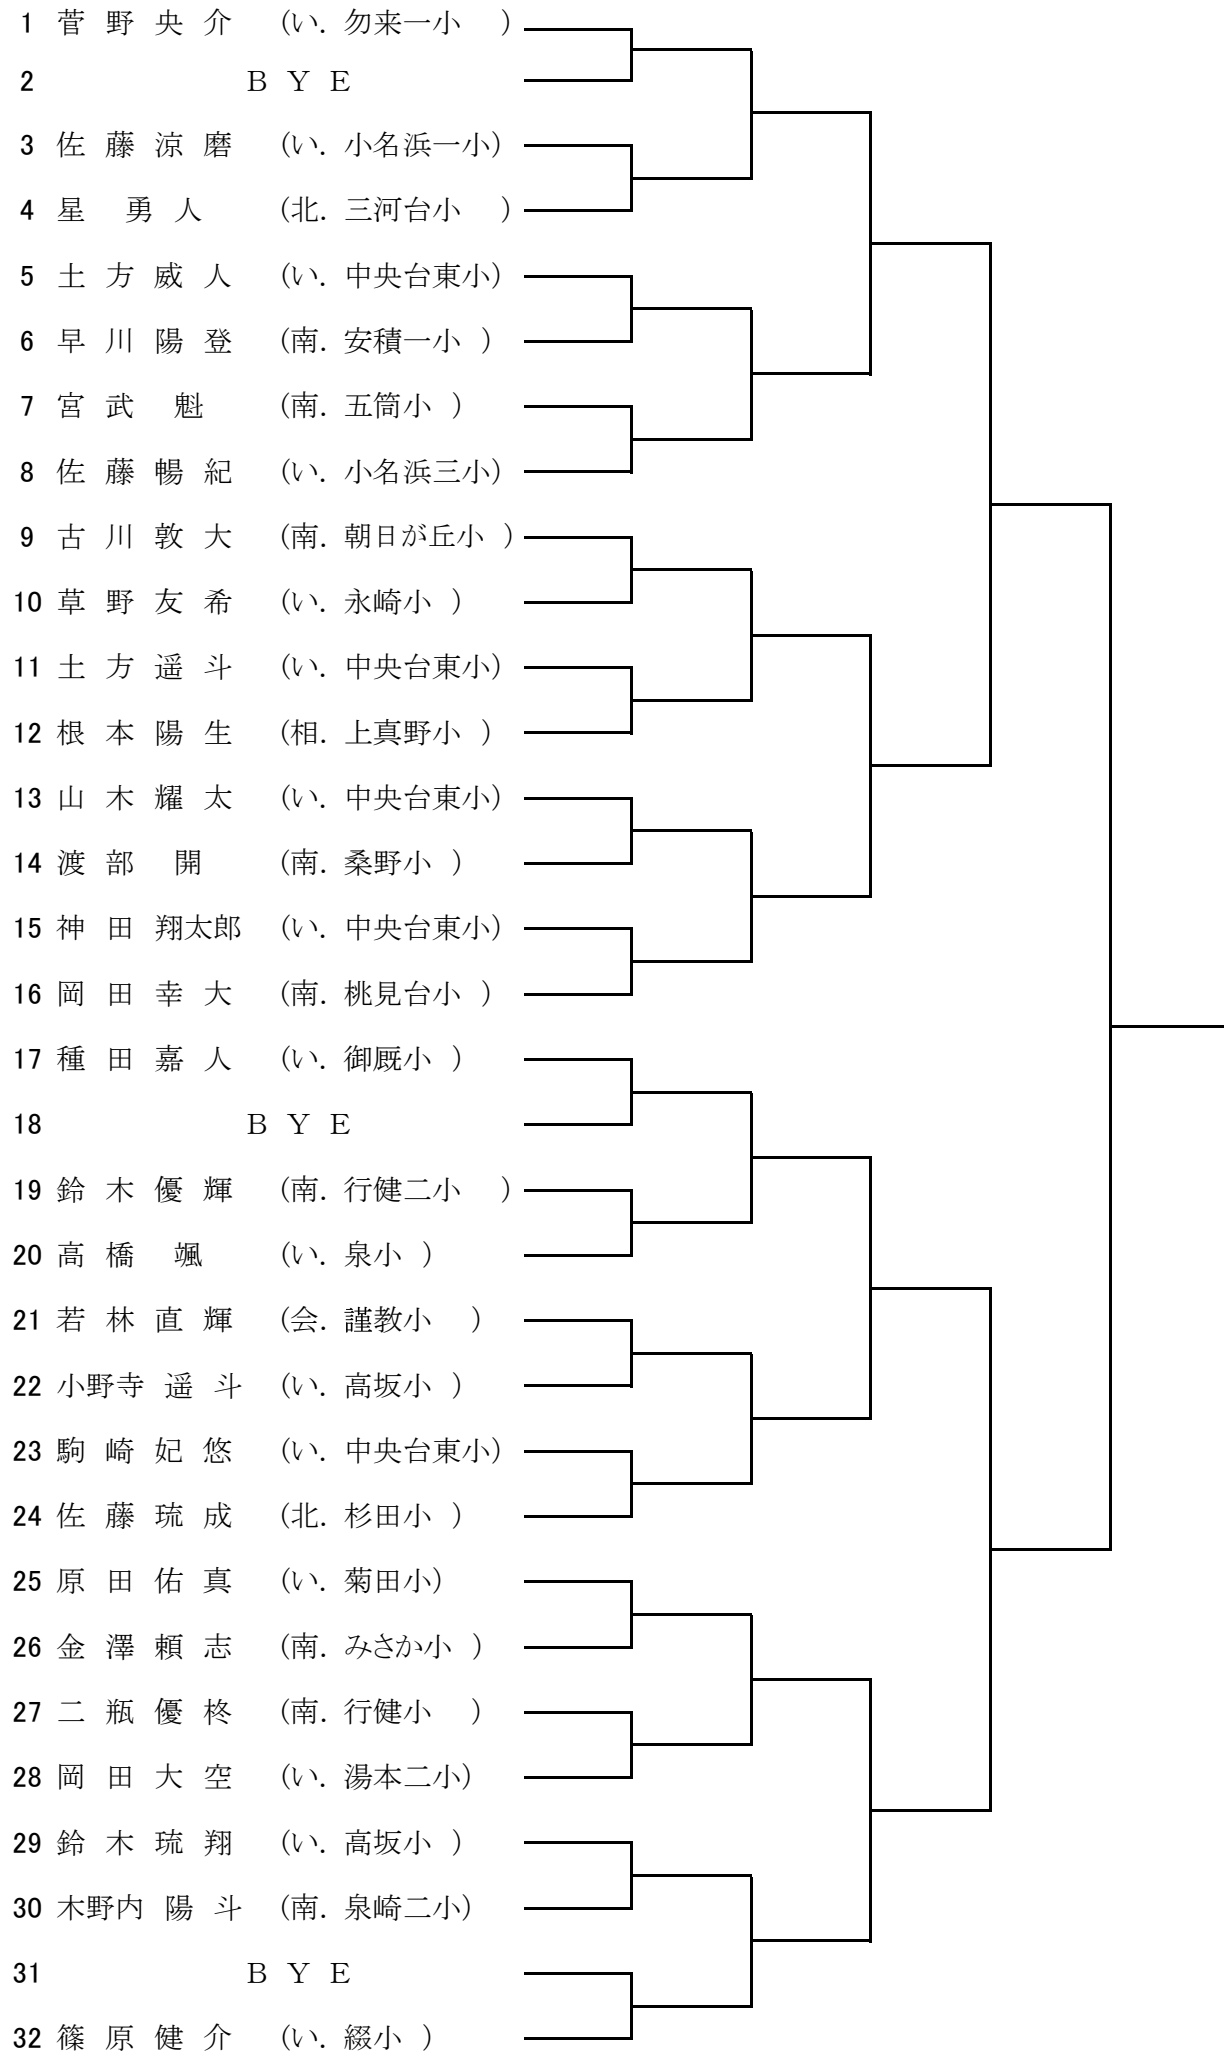 1 菅 野 央 介 (い. 勿来一小 )
2 B Y E
3 佐 藤 涼 磨 (い. 小名浜一小)
4 星 勇 人 (北. 三河台小 )
5 土 方 威 人 (い. 中央台東小)
6 早 川 陽 登 (南. 安積一小 )
7 宮 武 魁 (南. 五箇小 )
8 佐 藤 暢 紀 (い. 小名浜三小)
9 古 川 敦 大 (南. 朝日が丘小 )
10 草 野 友 希 (い. 永崎小 )
11 土 方 遥 斗 (い. 中央台東小)
12 根 本 陽 生 (相. 上真野小 )
13 山 木 耀 太 (い. 中央台東小)
14 渡 部 開 (南. 桑野小 )
15 神 田 翔太郎 (い. 中央台東小)
16 岡 田 幸 大 (南. 桃見台小 )
17 種 田 嘉 人 (い. 御厩小 )
18 B Y E
19 鈴 木 優 輝 (南. 行健二小 )
20 高 橋 颯 (い. 泉小 )
21 若 林 直 輝 (会. 謹教小 )
22 小野寺 遥 斗 (い. 高坂小 )
23 駒 崎 妃 悠 (い. 中央台東小)
24 佐 藤 琉 成 (北. 杉田小 )
25 原 田 佑 真 (い. 菊田小)
26 金 澤 頼 志 (南. みさか小 )
27 二 瓶 優 柊 (南. 行健小 )
28 岡 田 大 空 (い. 湯本二小)
29 鈴 木 琉 翔 (い. 高坂小 )
30 木野内 陽 斗 (南. 泉崎二小)
31 B Y E
32 篠 原 健 介 (い. 綴小 )